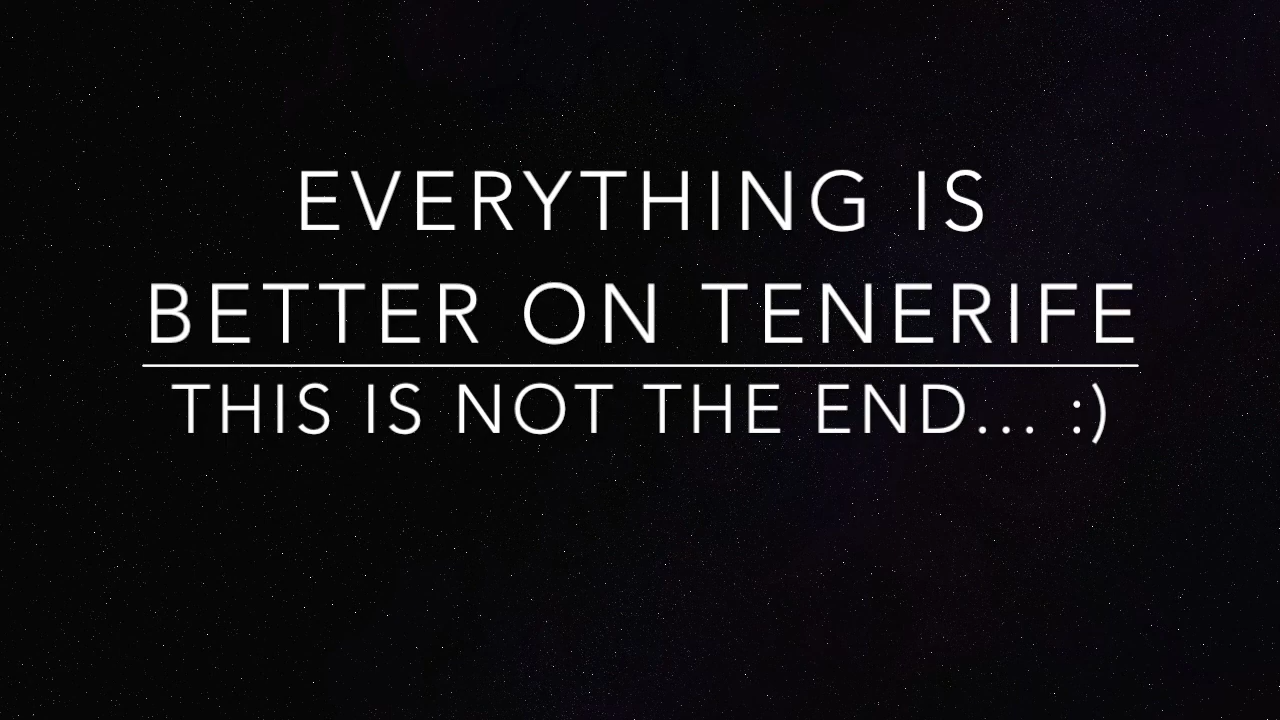 EVERYTHING IS
BETTER ON TENERIFE
THIS IS NOT THE END... :)